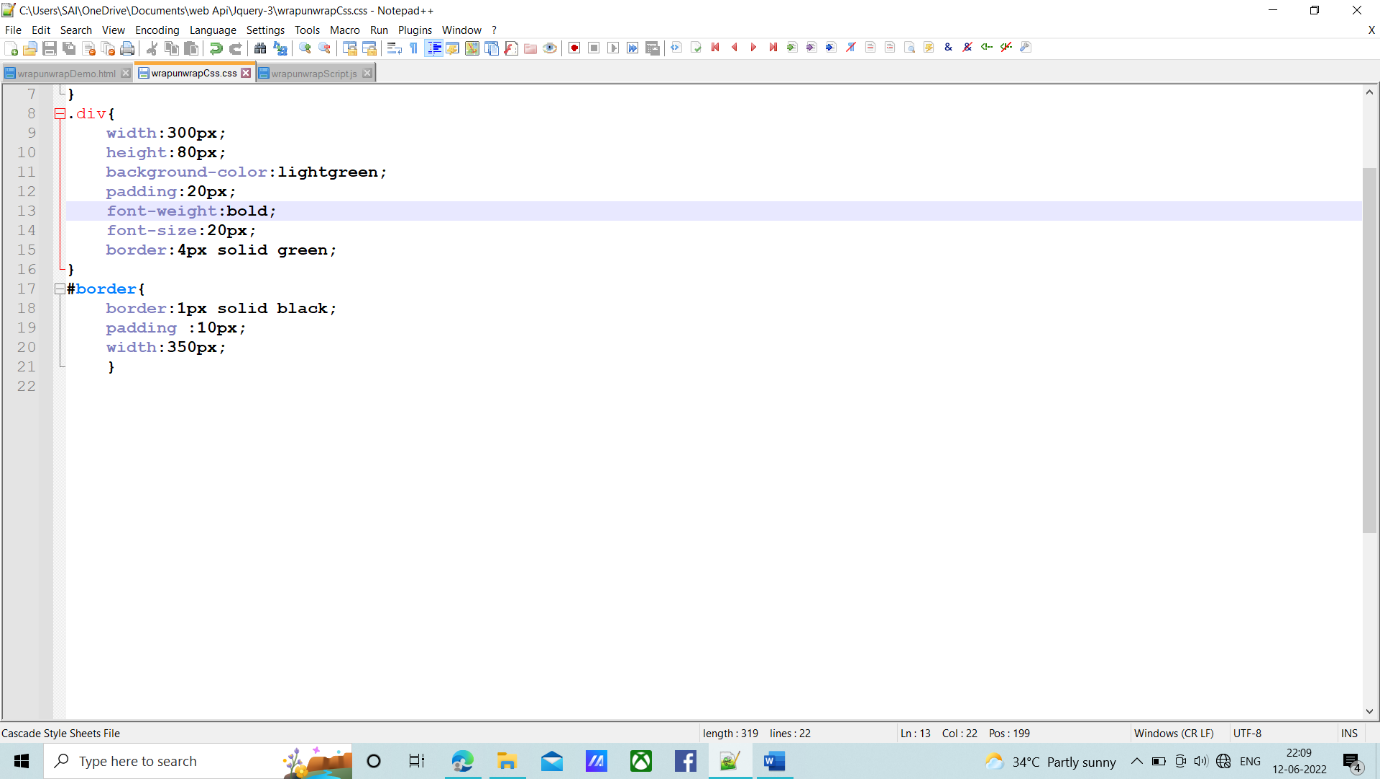 C:\Users\SAI\OneDrive\Documents\web Api\Jquery-3\wrapunwrapCss.css - Notepad++
File Edit Search View Encoding Language Settings Tools Macro Run Plugins Window ? X
wrapunwrapDemo.html wrapunwrapCss.css wrapunwrapScript.js
7 }
8 .div{
9 width:300px;
10 height:80px;
11 background-color:lightgreen;
12 padding:20px;
13 font-weight:bold;
14 font-size:20px;
15 border:4px solid green;
16 }
17 #border{
18 border:1px solid black;
19 padding :10px;
20 width:350px;
21 }
22
Cascade Style Sheets File length : 319 lines : 22 Ln : 13 Col : 22 Pos : 199 Windows (CR LF) UTF-8 INS
Type here to search 34°C Partly sunny ENG 22:09
12-06-2022 4